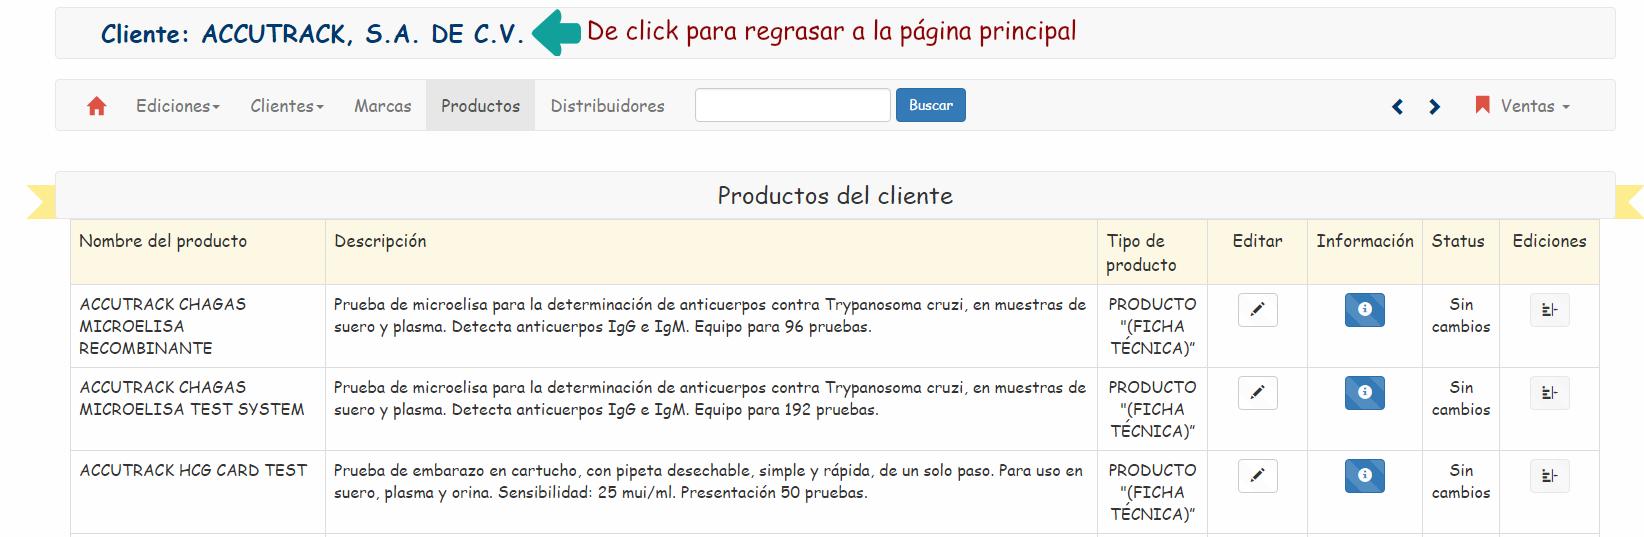 Cliente: ACCUTRACK, S.A. DE C.V. De click para regrasar a la página principal
Ediciones Clientes Marcas Productos Distribuidores Buscar Ventas
Productos del cliente
Nombre del producto Descripción Tipo de producto Editar Información Status Ediciones
ACCUTRACK CHAGAS
MICROELISA
RECOMBINANTE
Prueba de microelisa para la determinación de anticuerpos contra Trypanosoma cruzi, en muestras de
suero y plasma. Detecta anticuerpos IgG e IgM. Equipo para 96 pruebas.
PRODUCTO
"(FICHA
TÉCNICA)"
Sin
cambios
ACCUTRACK CHAGAS
MICROELISA TEST SYSTEM
Prueba de microelisa para la determinación de anticuerpos contra Trypanosoma cruzi, en muestras de
suero y plasma. Detecta anticuerpos IgG e IgM. Equipo para 192 pruebas.
PRODUCTO
"(FICHA
TÉCNICA)"
Sin
cambios
ACCUTRACK HCG CARD TEST
Prueba de embarazo en cartucho, con pipeta desechable, simple y rápida, de un solo paso. Para uso en
suero, plasma y orina. Sensibilidad: 25 mui/ml. Presentación 50 pruebas.
PRODUCTO
"(FICHA
TÉCNICA)"
Sin
cambios